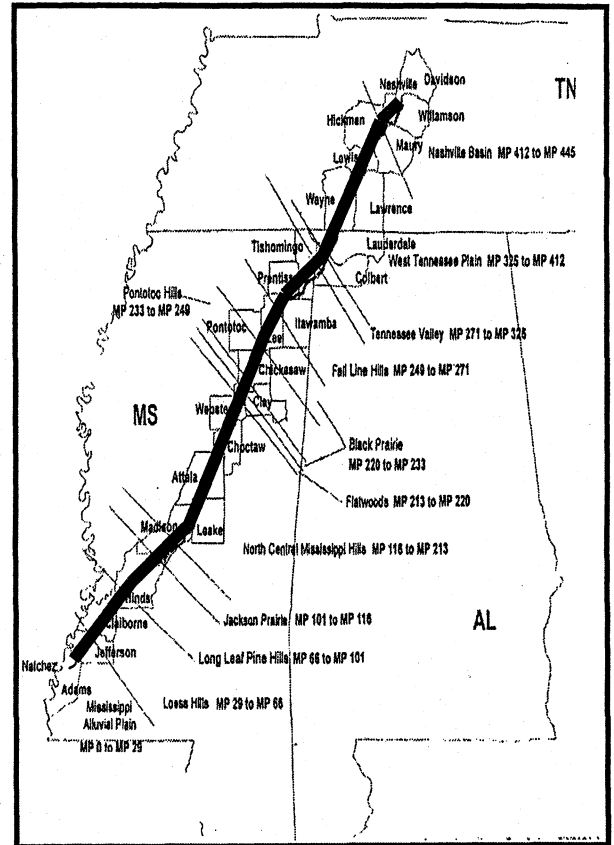 Nashville
Davidson
TN
Hickman
Williamson
Maury
Lewis
Nashville Basin MP 412 to MP 445
Wayne
Lawrence
Tishomingo
Lauderdale
West Tennessee Plain MP 325 to MP 412
Prentiss
Colbert
Pontotoc Hills
MP 233 to MP 249
Pontotoc
Itawamba
Lee
Tennessee Valley MP 271 to MP 325
Chickasaw
Fall Line Hills MP 249 to MP 271
MS
Webster
Clay
Choctaw
Black Prairie
MP 220 to MP 233
Attala
Flatwoods MP 213 to MP 220
Madison
Leake
North Central Mississippi Hills MP 116 to MP 213
Hinds
Jackson Prairie MP 101 to MP 116
AL
Claiborne
Jefferson
Long Leaf Pine Hills MP 66 to MP 101
Natchez
Adams
Loess Hills MP 29 to MP 66
Mississippi
Alluvial Plain
MP 0 to MP 29